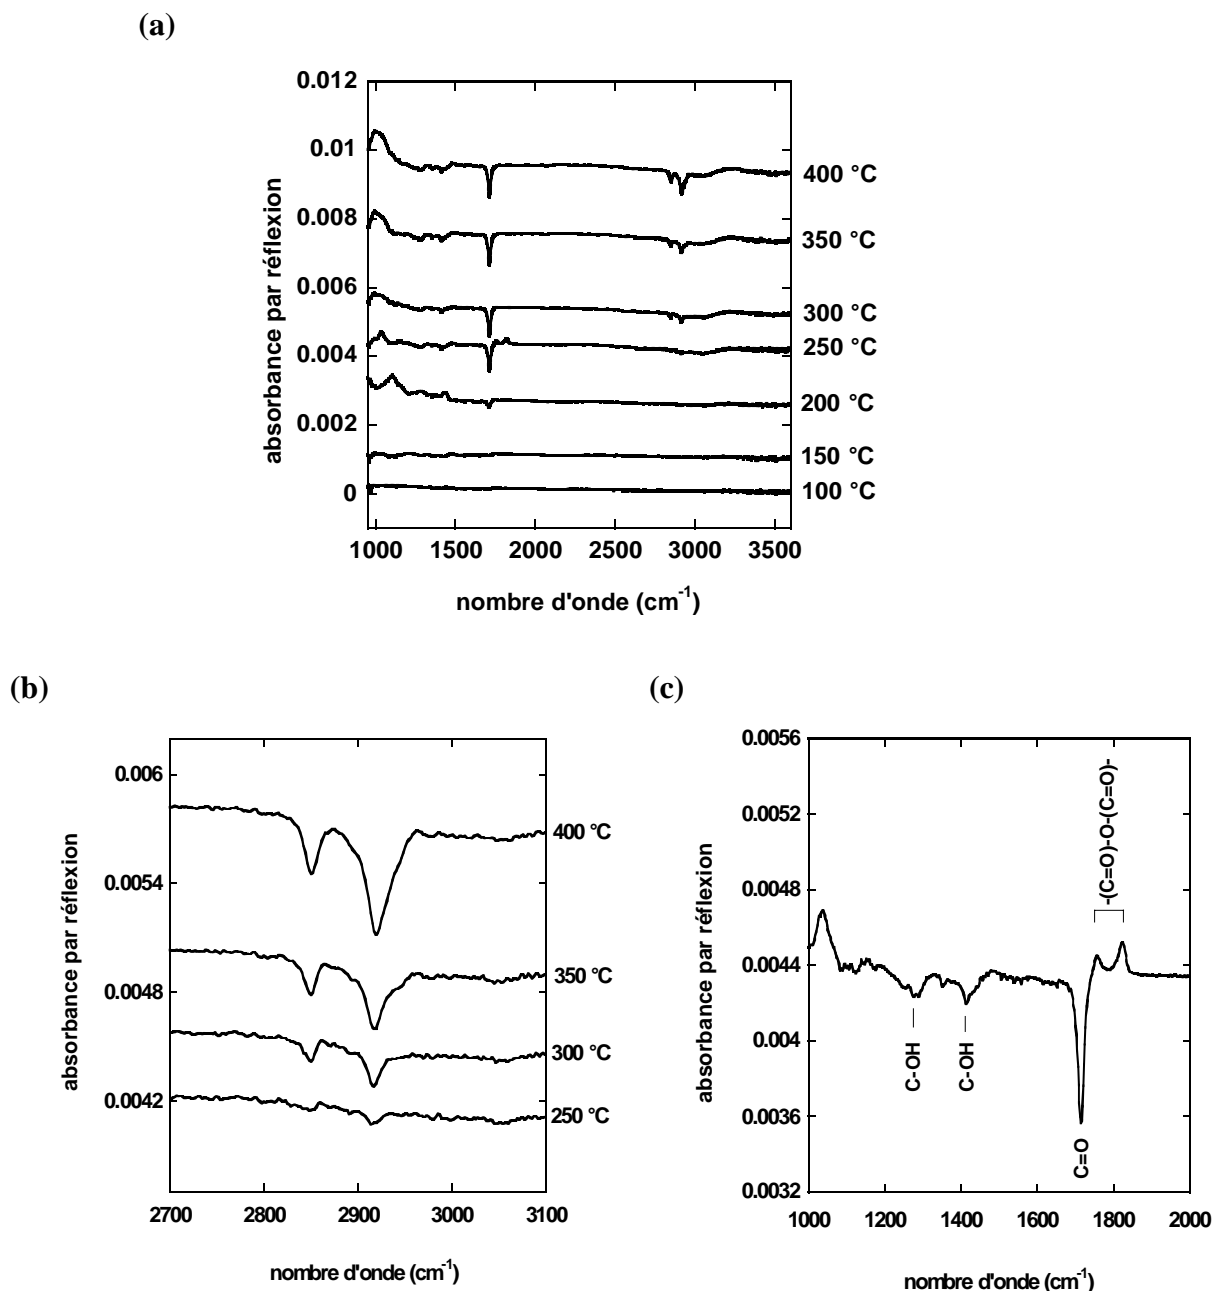 (a)
0.012
0.01
0.008
0.006
0.004
0.002
0
absorbance par réflexion
400 °C
350 °C
300 °C
250 °C
200 °C
150 °C
100 °C
1000 1500 2000 2500 3000 3500
nombre d'onde (cm-1)
(b)
0.006
0.0054
0.0048
0.0042
absorbance par réflexion
400 °C
350 °C
300 °C
250 °C
2700 2800 2900 3000 3100
nombre d'onde (cm-1)
(c)
0.0056
0.0052
0.0048
0.0044
0.004
0.0036
0.0032
absorbance par réflexion
-(C=O)-O-(C=O)-
C-OH
C-OH
C=O
1000 1200 1400 1600 1800 2000
nombre d'onde (cm-1)